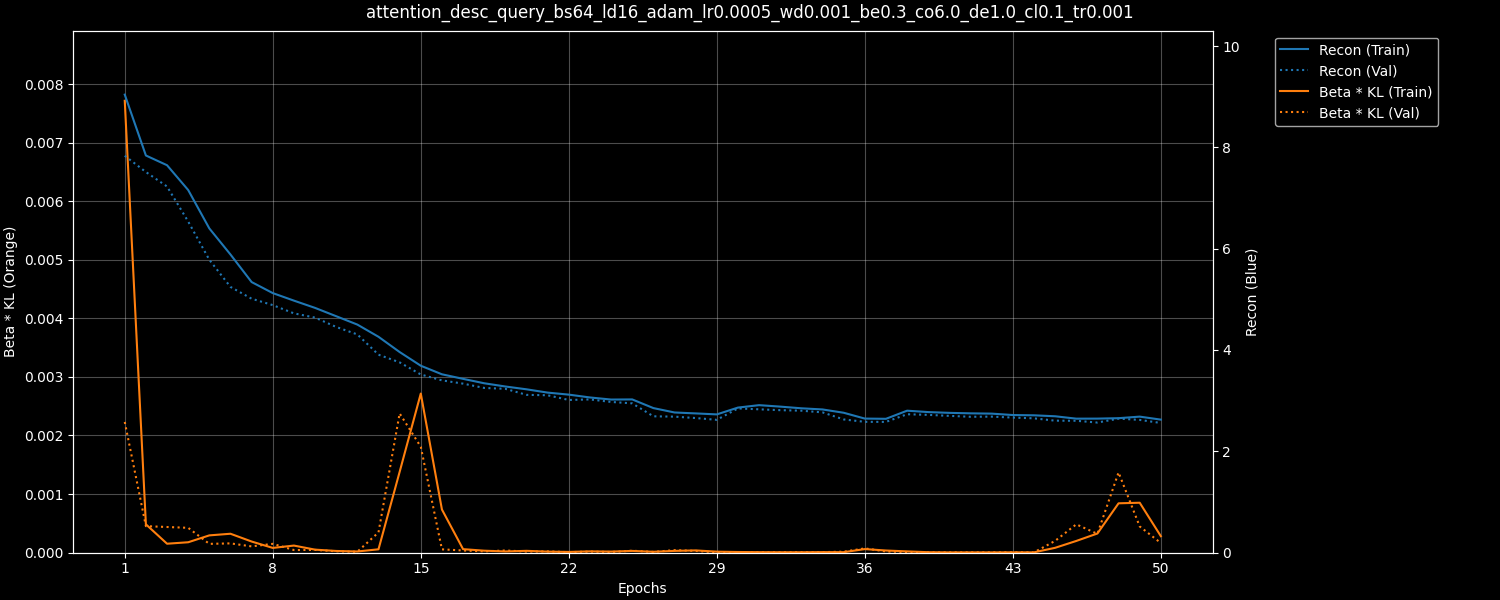 attention_desc_query_bs64_ld16_adam_lr0.0005_wd0.001_be0.3_co6.0_de1.0_cl0.1_tr0.001
Recon (Train)
Recon (Val)
Beta * KL (Train)
Beta * KL (Val)
Beta * KL (Orange)
0.008
0.007
0.006
0.005
0.004
0.003
0.002
0.001
0.000
10
8
6
4
2
0
Recon (Blue)
1 8 15 22 29 36 43 50
Epochs